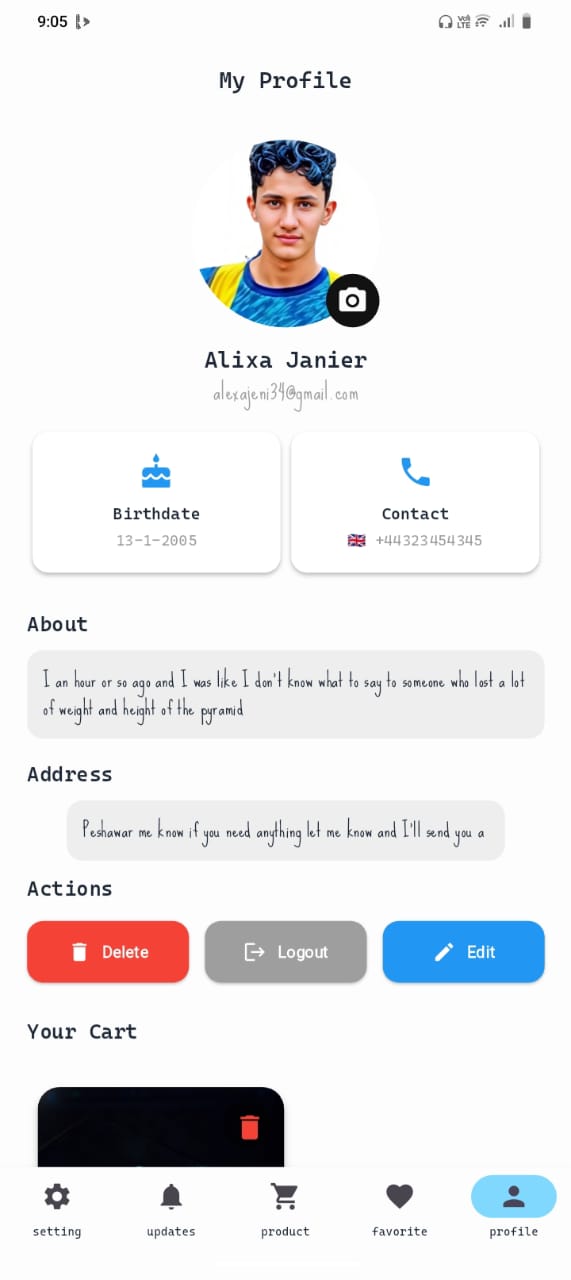 9:05
Vo)
LTE
My Profile
Alixa Janier
alexajeni34@gmail.com
Birthdate
13-1-2005
Contact
🇬🇧 +44323454345
About
I an hour or so ago and I was like I don't know what to say to someone who lost a lot
of weight and height of the pyramid
Address
Peshawar me know if you need anything let me know and I'll send you a
Actions
Delete
Logout
Edit
Your Cart
setting
updates
product
favorite
profile